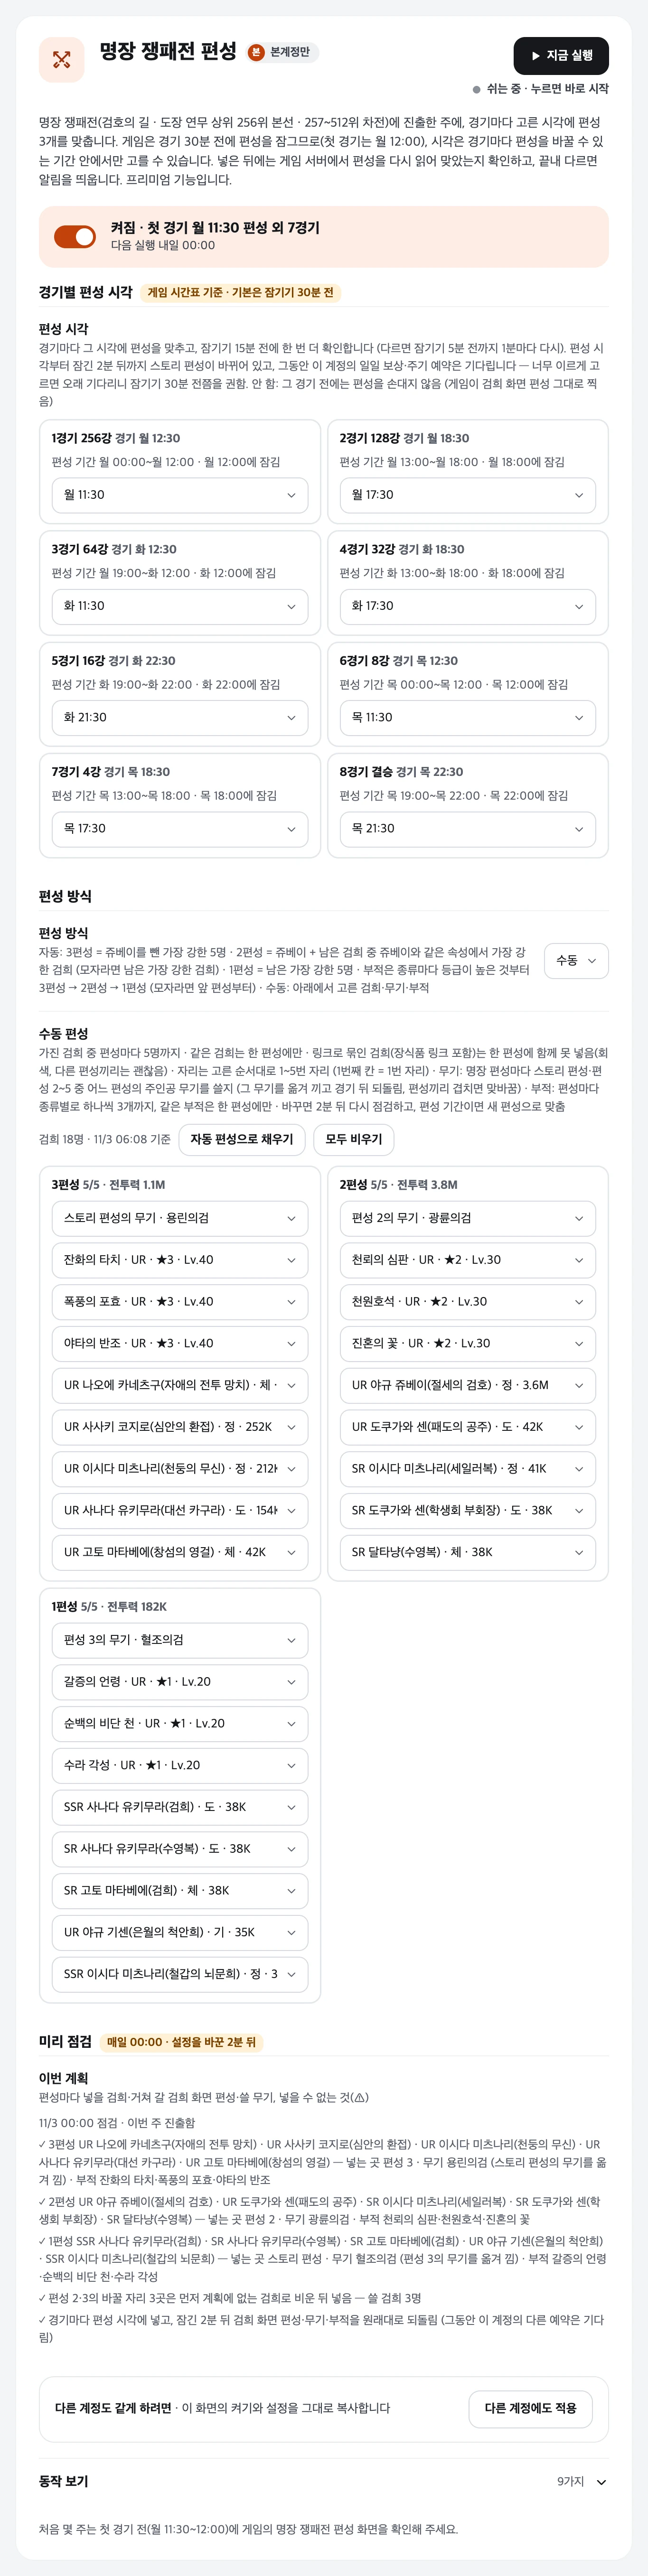 명장 쟁패전 편성 본 본계정만
▶ 지금 실행
쉬는 중 · 누르면 바로 시작
명장 쟁패전(검호의 길 · 도장 연무 상위 256위 본선 · 257~512위 차전)에 진출한 주에, 경기마다 고른 시각에 편성
3개를 맞춥니다. 게임은 경기 30분 전에 편성을 잠그므로(첫 경기는 월 12:00), 시각은 경기마다 편성을 바꿀 수 있
는 기간 안에서만 고를 수 있습니다. 넣은 뒤에는 게임 서버에서 편성을 다시 읽어 맞았는지 확인하고, 끝내 다르면
알림을 띄웁니다. 프리미엄 기능입니다.
켜짐 · 첫 경기 월 11:30 편성 외 7경기
다음 실행 내일 00:00
경기별 편성 시각 게임 시간표 기준 · 기본은 잠기기 30분 전
편성 시각
경기마다 그 시각에 편성을 맞추고, 잠기기 15분 전에 한 번 더 확인합니다 (다르면 잠기기 5분 전까지 1분마다 다시). 편성 시
각부터 잠긴 2분 뒤까지 스토리 편성이 바뀌어 있고, 그동안 이 계정의 일일 보상·주기 예약은 기다립니다 — 너무 이르게 고
르면 오래 기다리니 잠기기 30분 전쯤을 권함. 안 함: 그 경기 전에는 편성을 손대지 않음 (게임이 검희 화면 편성 그대로 찍
음)
1경기 256강 경기 월 12:30
편성 기간 월 00:00~월 12:00 · 월 12:00에 잠김
월 11:30
2경기 128강 경기 월 18:30
편성 기간 월 13:00~월 18:00 · 월 18:00에 잠김
월 17:30
3경기 64강 경기 화 12:30
편성 기간 월 19:00~화 12:00 · 화 12:00에 잠김
화 11:30
4경기 32강 경기 화 18:30
편성 기간 화 13:00~화 18:00 · 화 18:00에 잠김
화 17:30
5경기 16강 경기 화 22:30
편성 기간 화 19:00~화 22:00 · 화 22:00에 잠김
화 21:30
6경기 8강 경기 목 12:30
편성 기간 목 00:00~목 12:00 · 목 12:00에 잠김
목 11:30
7경기 4강 경기 목 18:30
편성 기간 목 13:00~목 18:00 · 목 18:00에 잠김
목 17:30
8경기 결승 경기 목 22:30
편성 기간 목 19:00~목 22:00 · 목 22:00에 잠김
목 21:30
편성 방식
편성 방식
자동: 3편성 = 쥬베이를 뺀 가장 강한 5명 · 2편성 = 쥬베이 + 남은 검희 중 쥬베이와 같은 속성에서 가장 강
한 검희 (모자라면 남은 가장 강한 검희) · 1편성 = 남은 가장 강한 5명 · 부적은 종류마다 등급이 높은 것부터
3편성 → 2편성 → 1편성 (모자라면 앞 편성부터) · 수동: 아래에서 고른 검희·무기·부적
수동
수동 편성
가진 검희 중 편성마다 5명까지 · 같은 검희는 한 편성에만 · 링크로 묶인 검희(장식품 링크 포함)는 한 편성에 함께 못 넣음(회
색, 다른 편성끼리는 괜찮음) · 자리는 고른 순서대로 1~5번 자리 (1번째 칸 = 1번 자리) · 무기: 명장 편성마다 스토리 편성·편
성 2~5 중 어느 편성의 주인공 무기를 쓸지 (그 무기를 옮겨 끼고 경기 뒤 되돌림, 편성끼리 겹치면 맞바꿈) · 부적: 편성마다
종류별로 하나씩 3개까지, 같은 부적은 한 편성에만 · 바꾸면 2분 뒤 다시 점검하고, 편성 기간이면 새 편성으로 맞춤
검희 18명 · 11/3 06:08 기준 자동 편성으로 채우기 모두 비우기
3편성 5/5 · 전투력 1.1M
스토리 편성의 무기 · 용린의검
잔화의 타치 · UR · ★3 · Lv.40
폭풍의 포효 · UR · ★3 · Lv.40
야타의 반조 · UR · ★3 · Lv.40
UR 나오에 카네츠구(자애의 전투 망치) · 체 ·
UR 사사키 코지로(심안의 환접) · 정 · 252K
UR 이시다 미츠나리(천둥의 무신) · 정 · 212K
UR 사나다 유키무라(대선 카구라) · 도 · 154K
UR 고토 마타베에(창섬의 영걸) · 체 · 42K
2편성 5/5 · 전투력 3.8M
편성 2의 무기 · 광륜의검
천뢰의 심판 · UR · ★2 · Lv.30
천원호석 · UR · ★2 · Lv.30
진혼의 꽃 · UR · ★2 · Lv.30
UR 야규 쥬베이(절세의 검호) · 정 · 3.6M
UR 도쿠가와 센(패도의 공주) · 도 · 42K
SR 이시다 미츠나리(세일러복) · 정 · 41K
SR 도쿠가와 센(학생회 부회장) · 도 · 38K
SR 달타냥(수영복) · 체 · 38K
1편성 5/5 · 전투력 182K
편성 3의 무기 · 혈조의검
갈증의 언령 · UR · ★1 · Lv.20
순백의 비단 천 · UR · ★1 · Lv.20
수라 각성 · UR · ★1 · Lv.20
SSR 사나다 유키무라(검희) · 도 · 38K
SR 사나다 유키무라(수영복) · 도 · 38K
SR 고토 마타베에(검희) · 체 · 38K
UR 야규 기센(은월의 척안희) · 기 · 35K
SSR 이시다 미츠나리(철갑의 뇌문희) · 정 · 3
미리 점검 매일 00:00 · 설정을 바꾼 2분 뒤
이번 계획
편성마다 넣을 검희·거쳐 갈 검희 화면 편성·쓸 무기, 넣을 수 없는 것(⚠)
11/3 00:00 점검 · 이번 주 진출함
✓ 3편성 UR 나오에 카네츠구(자애의 전투 망치) · UR 사사키 코지로(심안의 환접) · UR 이시다 미츠나리(천둥의 무신) · UR
사나다 유키무라(대선 카구라) · UR 고토 마타베에(창섬의 영걸) — 넣는 곳 편성 3 · 무기 용린의검 (스토리 편성의 무기를 옮
겨 낌) · 부적 잔화의 타치·폭풍의 포효·야타의 반조
✓ 2편성 UR 야규 쥬베이(절세의 검호) · UR 도쿠가와 센(패도의 공주) · SR 이시다 미츠나리(세일러복) · SR 도쿠가와 센(학
생회 부회장) · SR 달타냥(수영복) — 넣는 곳 편성 2 · 무기 광륜의검 · 부적 천뢰의 심판·천원호석·진혼의 꽃
✓ 1편성 SSR 사나다 유키무라(검희) · SR 사나다 유키무라(수영복) · SR 고토 마타베에(검희) · UR 야규 기센(은월의 척안희)
· SSR 이시다 미츠나리(철갑의 뇌문희) — 넣는 곳 스토리 편성 · 무기 혈조의검 (편성 3의 무기를 옮겨 낌) · 부적 갈증의 언령
·순백의 비단 천·수라 각성
✓ 편성 2·3의 바꿀 자리 3곳은 먼저 계획에 없는 검희로 비운 뒤 넣음 — 쓸 검희 3명
✓ 경기마다 편성 시각에 넣고, 잠긴 2분 뒤 검희 화면 편성·무기·부적을 원래대로 되돌림 (그동안 이 계정의 다른 예약은 기다
림)
다른 계정도 같게 하려면 · 이 화면의 켜기와 설정을 그대로 복사합니다 다른 계정에도 적용
동작 보기 9가지
처음 몇 주는 첫 경기 전(월 11:30~12:00)에 게임의 명장 쟁패전 편성 화면을 확인해 주세요.